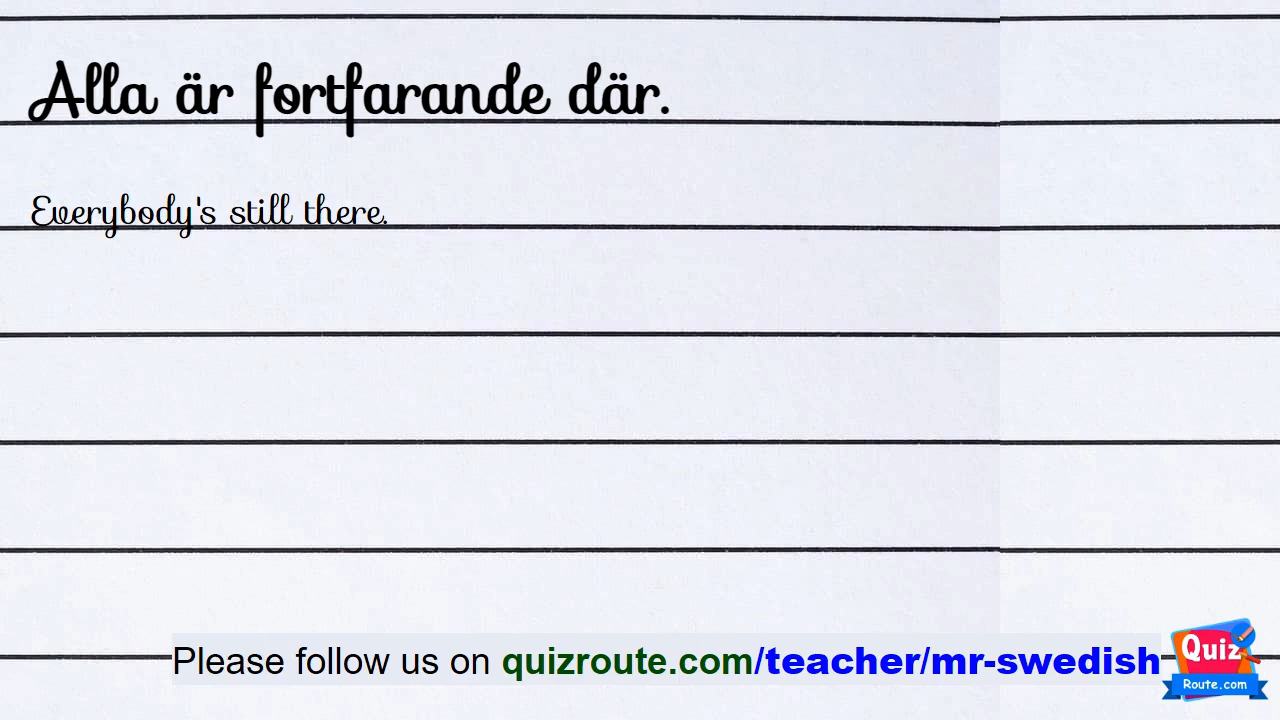 Alla är fortfarande där.
Everybody's still there.
Please follow us on quizroute.com/teacher/mr-swedish
Quiz
Route.com